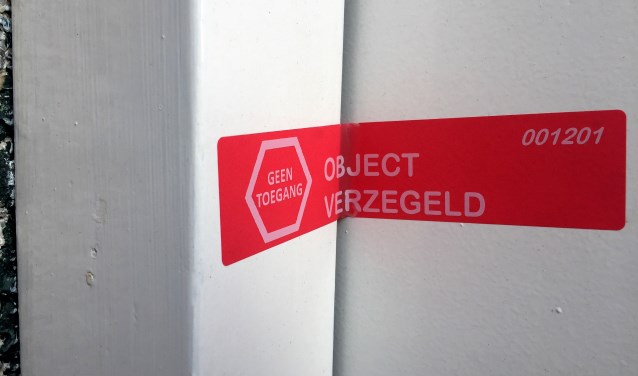 GEEN
TOEGANG
OBJECT
VERZEGELD
001201